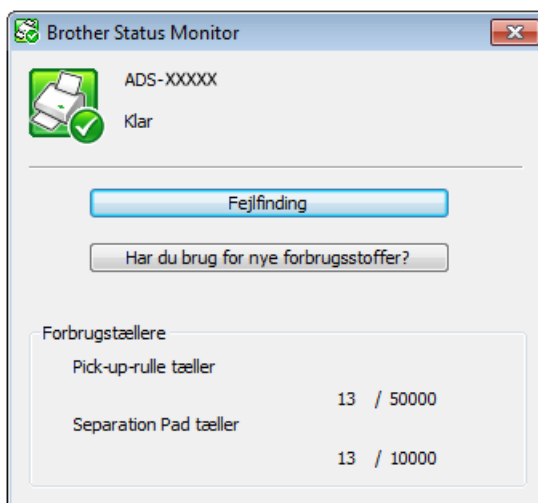 Brother Status Monitor
ADS-XXXXX
Klar
Fejlfinding
Har du brug for nye forbrugsstoffer?
Forbrugstællere
Pick-up-rulle tæller
13 / 50000
Separation Pad tæller
13 / 10000